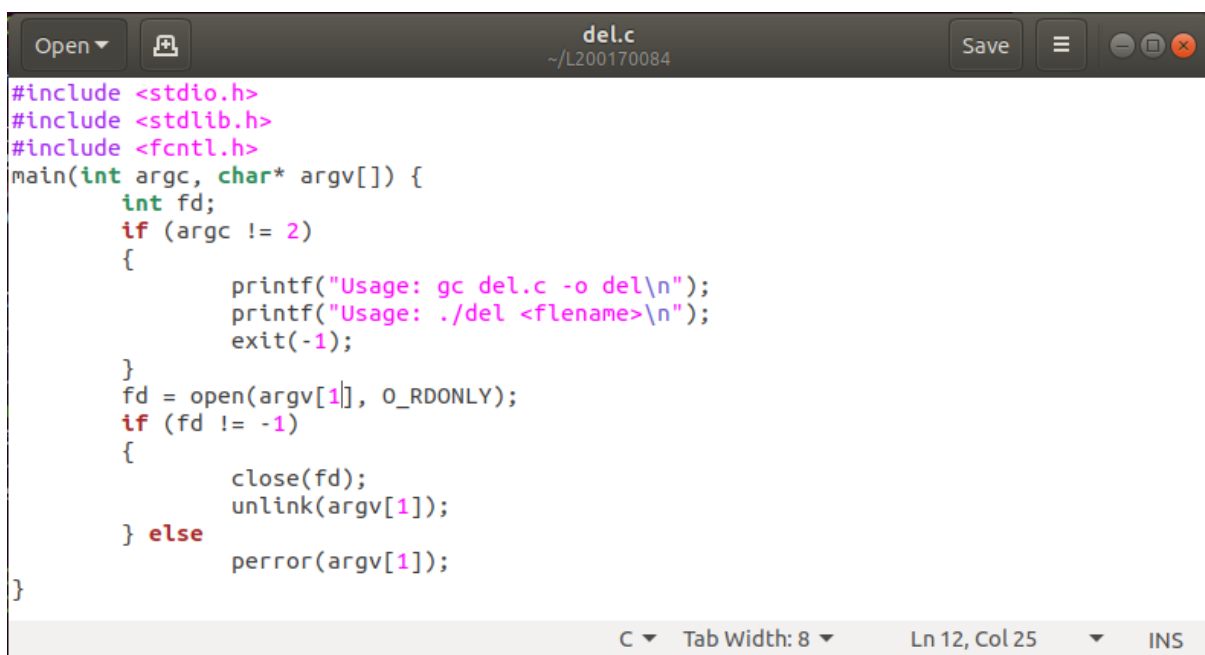 Open
del.c
~/L200170084
Save
#include <stdio.h>
#include <stdlib.h>
#include <fcntl.h>
main(int argc, char* argv[]) {
        int fd;
        if (argc != 2)
        {
                printf("Usage: gc del.c -o del\n");
                printf("Usage: ./del <flename>\n");
                exit(-1);
        }
        fd = open(argv[1], O_RDONLY);
        if (fd != -1)
        {
                close(fd);
                unlink(argv[1]);
        } else
                perror(argv[1]);
}
C Tab Width: 8 Ln 12, Col 25 INS